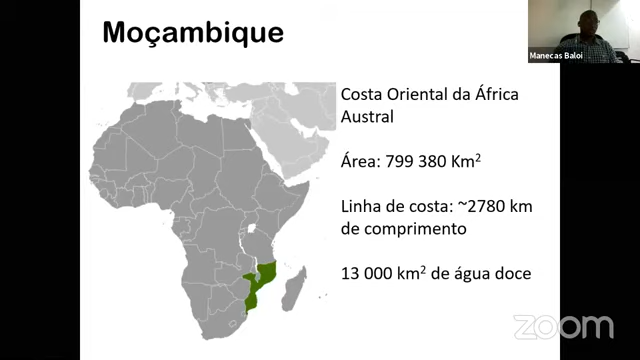 Moçambique
Manecas Baloi
Costa Oriental da África
Austral
Área: 799 380 Km²
Linha de costa: ~2780 km
de comprimento
13 000 km² de água doce
zoom